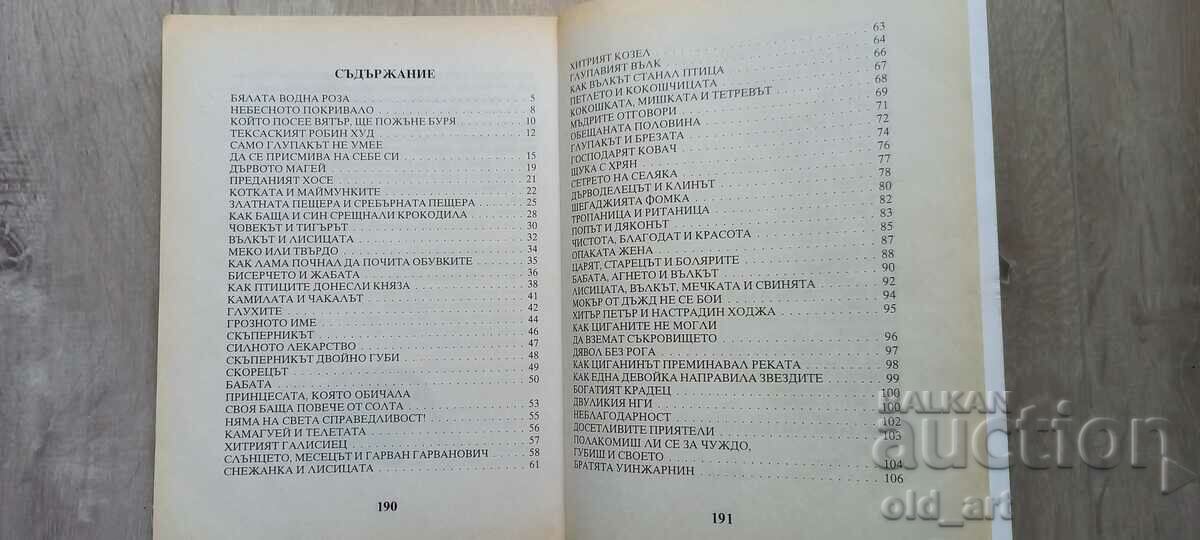 СЪДЪРЖАНИЕ
БЯЛАТА ВОДНА РОЗА 5
НЕБЕСНОТО ПОКРИВАЛО 8
КОЙТО ПОСЕЕ ВЯТЪР, ЩЕ ПОЖЪНЕ БУРЯ 10
ТЕКСАСКИЯТ РОБИН ХУД 12
САМО ГЛУПАКЪТ НЕ УМЕЕ
ДА СЕ ПРИСМИВА НА СЕБЕ СИ 15
ДЪРВОТО МАГЕЙ 19
ПРЕДАНИЯТ ХОСЕ 21
КОТКАТА И МАЙМУНКИТЕ 22
ЗЛАТНАТА ПЕЩЕРА И СРЕБЪРНАТА ПЕЩЕРА 25
КАК БАЩА И СИН СРЕЩНАЛИ КРОКОДИЛА 28
ЧОВЕКЪТ И ТИГЪРЪТ 30
ВЪЛКЪТ И ЛИСИЦАТА 32
МЕКО ИЛИ ТВЪРДО 34
КАК ЛАМА ПОЧНАЛ ДА ПОЧИТА ОБУВКИТЕ 35
БИСЕРЧЕТО И ЖАБАТА 36
КАК ПТИЦИТЕ ДОНЕСЛИ КНЯЗА 38
КАМИЛАТА И ЧАКАЛЪТ 41
ГЛУХИТЕ 42
ГРОЗНОТО ИМЕ 44
СКЪПЕРНИКЪТ 46
СИЛНОТО ЛЕКАРСТВО 47
СКЪПЕРНИКЪТ ДВОЙНО ГУБИ 48
СКОРЕЦЪТ 49
БАБАТА 50
ПРИНЦЕСАТА, КОЯТО ОБИЧАЛА
СВОЯ БАЩА ПОВЕЧЕ ОТ СОЛТА 53
НЯМА НА СВЕТА СПРАВЕДЛИВОСТ! 55
КАМАГУЕЙ И ТЕЛЕТАТА 56
ХИТРИЯТ ГАЛИСИЕЦ 57
СЛЪНЦЕТО, МЕСЕЦЪТ И ГАРВАН ГАРВАНОВИЧ 58
СНЕЖАНКА И ЛИСИЦАТА 61
190
ХИТРИЯТ КОЗЕЛ 63
ГЛУПАВИЯТ ВЪЛК 64
КАК ВЪЛКЪТ СТАНАЛ ПТИЦА 66
ПЕТЛЕТО И КОКОШЧИЦАТА 67
КОКОШКАТА, МИШКАТА И ТЕТРЕВЪТ 68
МЪДРИТЕ ОТГОВОРИ 69
ОБЕЩАНАТА ПОЛОВИНА 71
ГЛУПАКЪТ И БРЕЗАТА 72
ГОСПОДАРЯТ КОВАЧ 74
ЩУКА С ХРЯН 76
СЕТРЕТО НА СЕЛЯКА 77
ДЪРВОДЕЛЕЦЪТ И КЛИНЪТ 78
ШЕГАДЖИЯТА ФОМКА 80
ТРОПАНИЦА И РИТАНИЦА 82
ПОПЪТ И ДЯКОНЪТ 83
ЧИСТОТА, БЛАГОДАТ И КРАСОТА 85
ОПАКАТА ЖЕНА 87
ЦАРЯТ, СТАРЕЦЪТ И БОЛЯРИТЕ 88
БАБАТА, АГНЕТО И ВЪЛКЪТ 90
ЛИСИЦАТА, ВЪЛКЪТ, МЕЧКАТА И СВИНЯТА 92
МОКЪР ОТ ДЪЖД НЕ СЕ БОИ 94
ХИТЪР ПЕТЪР И НАСТРАДИН ХОДЖА 95
КАК ЦИГАНИТЕ НЕ МОГЛИ
ДА ВЗЕМАТ СЪКРОВИЩЕТО 96
ДЯВОЛ БЕЗ РОГА 97
КАК ЦИГАНИНЪТ ПРЕМИНАВАЛ РЕКАТА 98
КАК ЕДНА ДЕВОЙКА НАПРАВИЛА ЗВЕЗДИТЕ 99
БОГАТИЯТ КРАДЕЦ 100
ДВУЛИКИЯ НГИ 100
НЕБЛАГОДАРНОСТ 102
ДОСЕТЛИВИТЕ ПРИЯТЕЛИ 103
ПОЛАКОМИШ ЛИ СЕ ЗА ЧУЖДО,
ГУБИШ И СВОЕТО 104
БРАТЯТА УИНЖАРНИН 106
191
BALKAN
auction
old_art